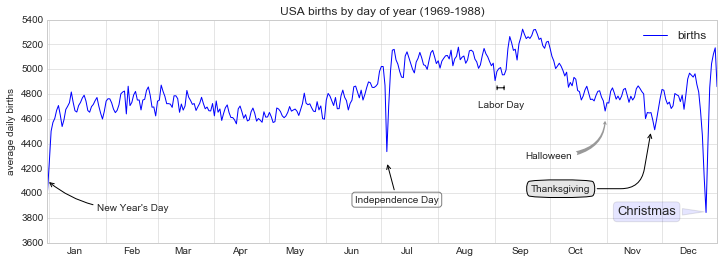 USA births by day of year (1969-1988)
average daily births
5400
5200
5000
4800
4600
4400
4200
4000
3800
3600
births
Labor Day
Halloween
Thanksgiving
Independence Day
New Year's Day
Christmas
Jan Feb Mar Apr May Jun Jul Aug Sep Oct Nov Dec